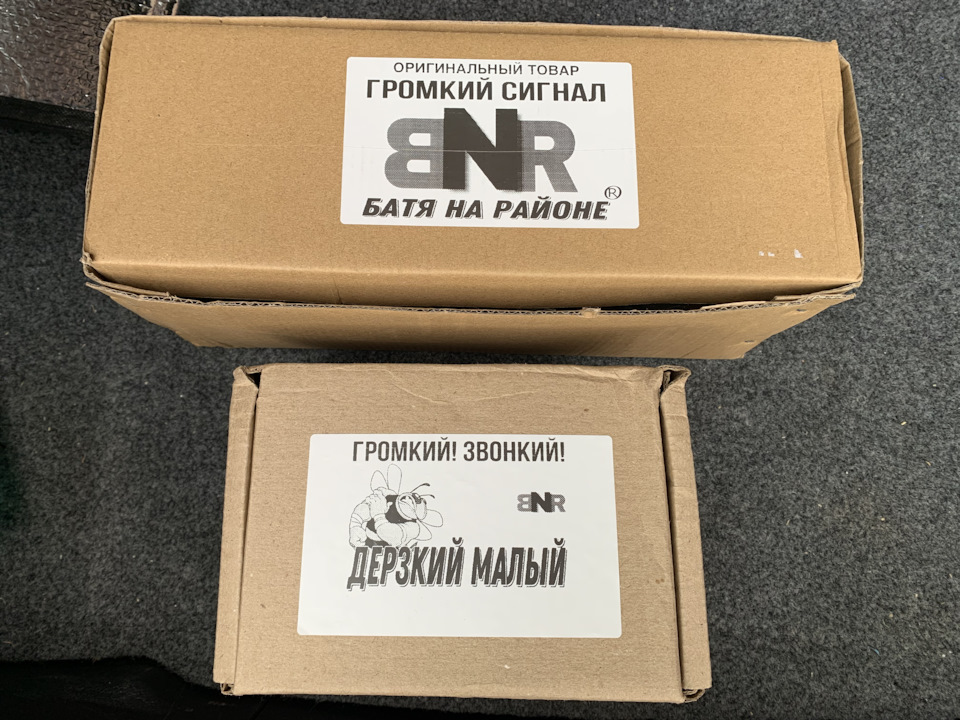 ОРИГИНАЛЬНЫЙ ТОВАР
ГРОМКИЙ СИГНАЛ
BNR
БАТЯ НА РАЙОНЕ ®
ГРОМКИЙ! ЗВОНКИЙ!
BNR
ДЕРЗКИЙ МАЛЫЙ